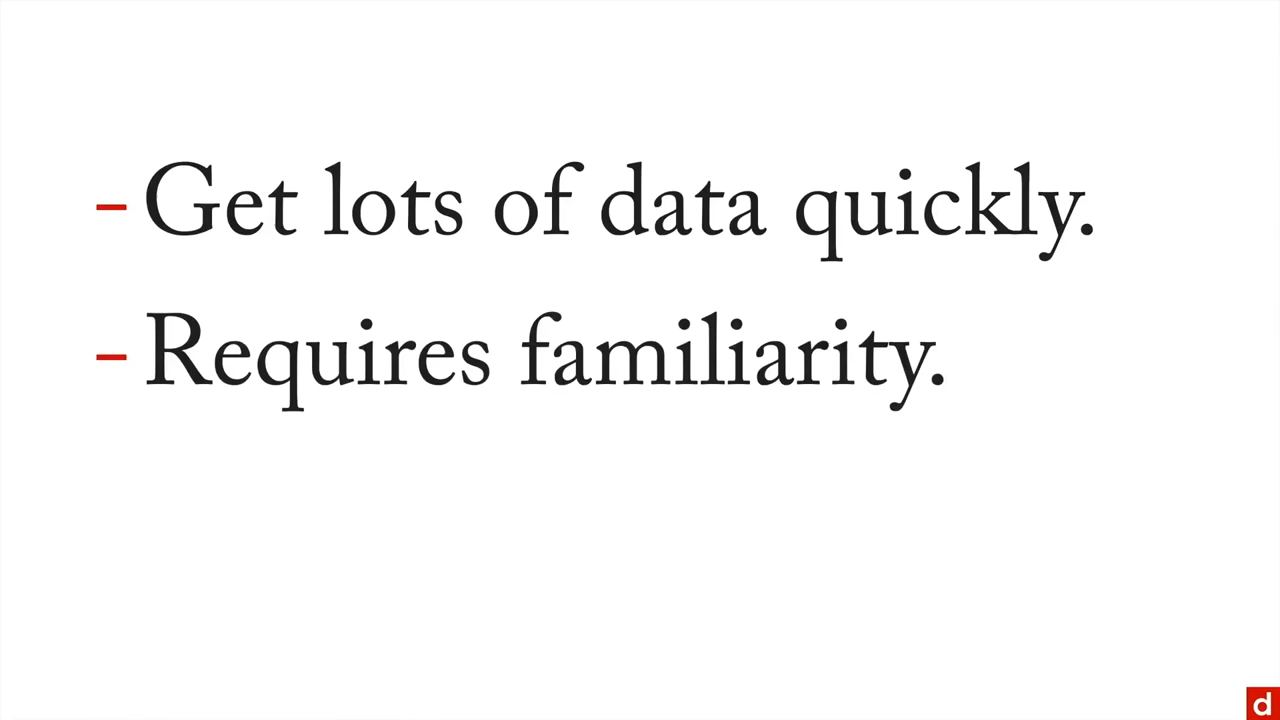 - Get lots of data quickly.
- Requires familiarity.
d